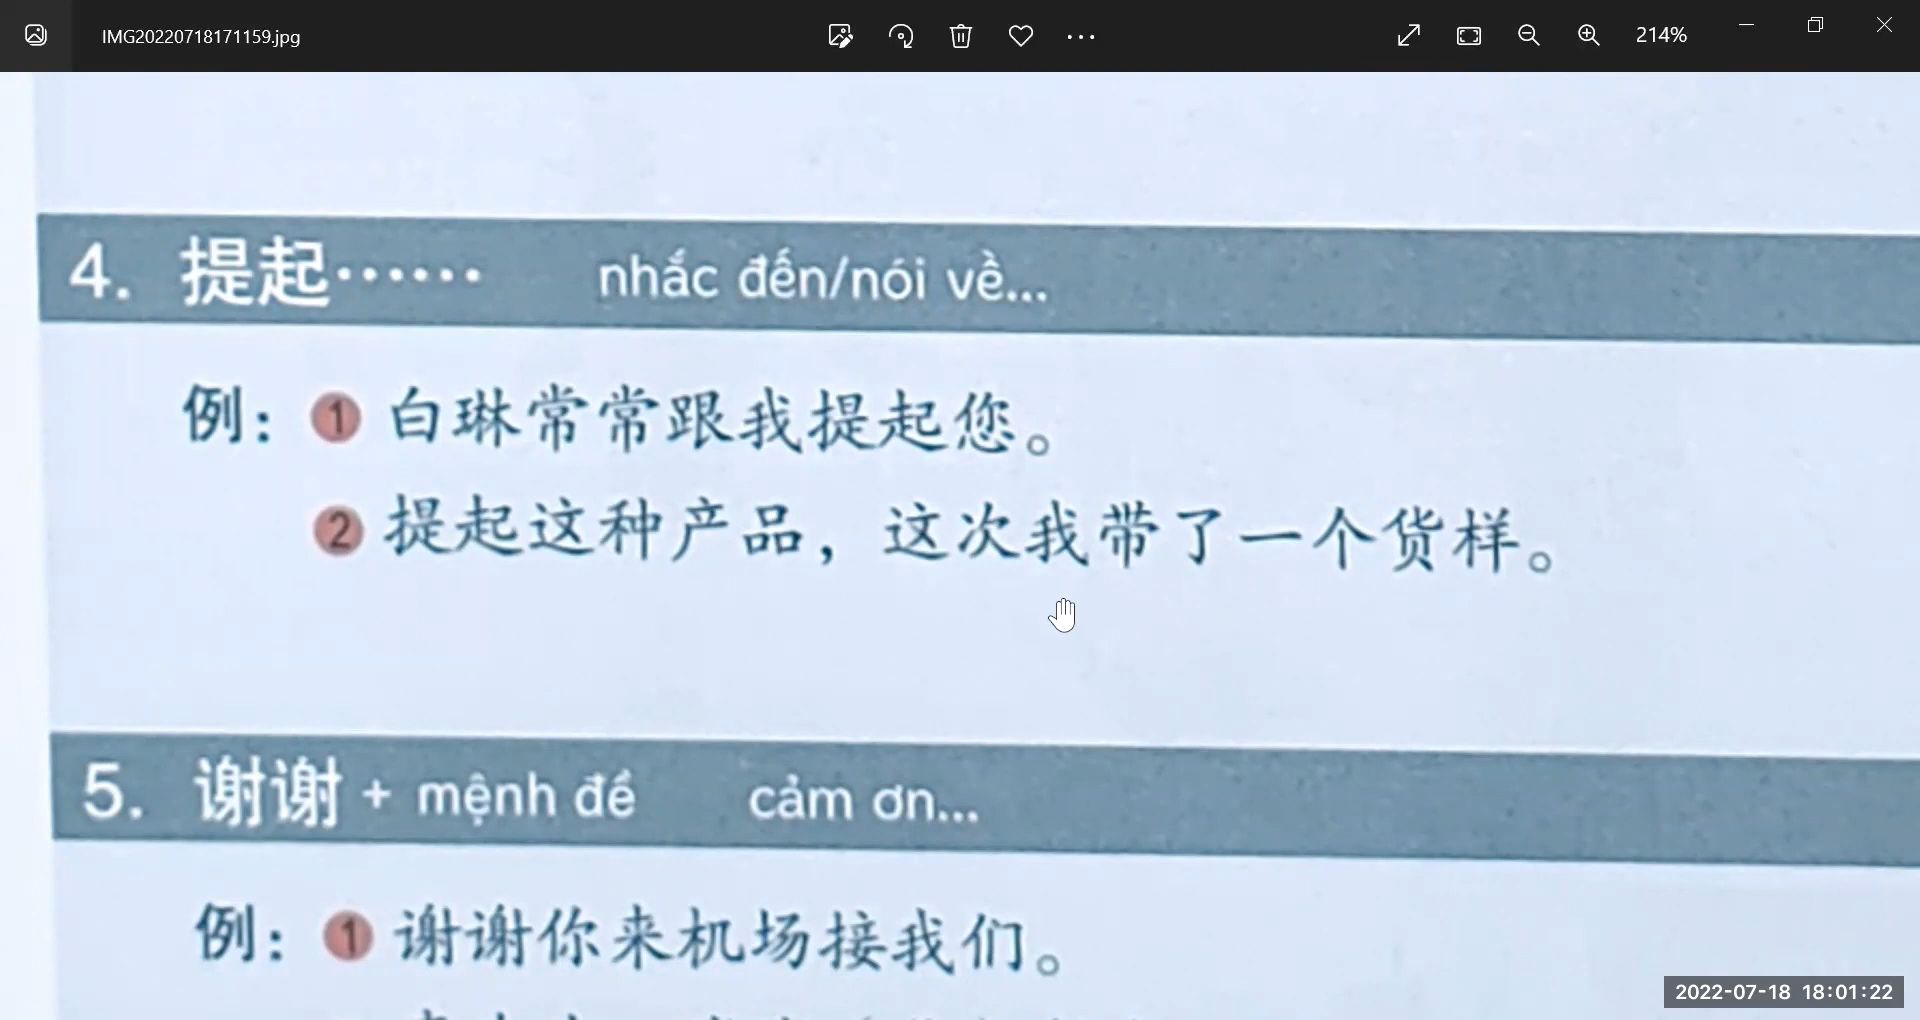 IMG20220718171159.jpg
214%
4. 提起…… nhắc đến/nói về...
例：① 白琳常常跟我提起您。
② 提起这种产品，这次我带了一个货样。
5. 谢谢 + mệnh đề cảm ơn...
例：① 谢谢你来机场接我们。
2022-07-18 18:01:22